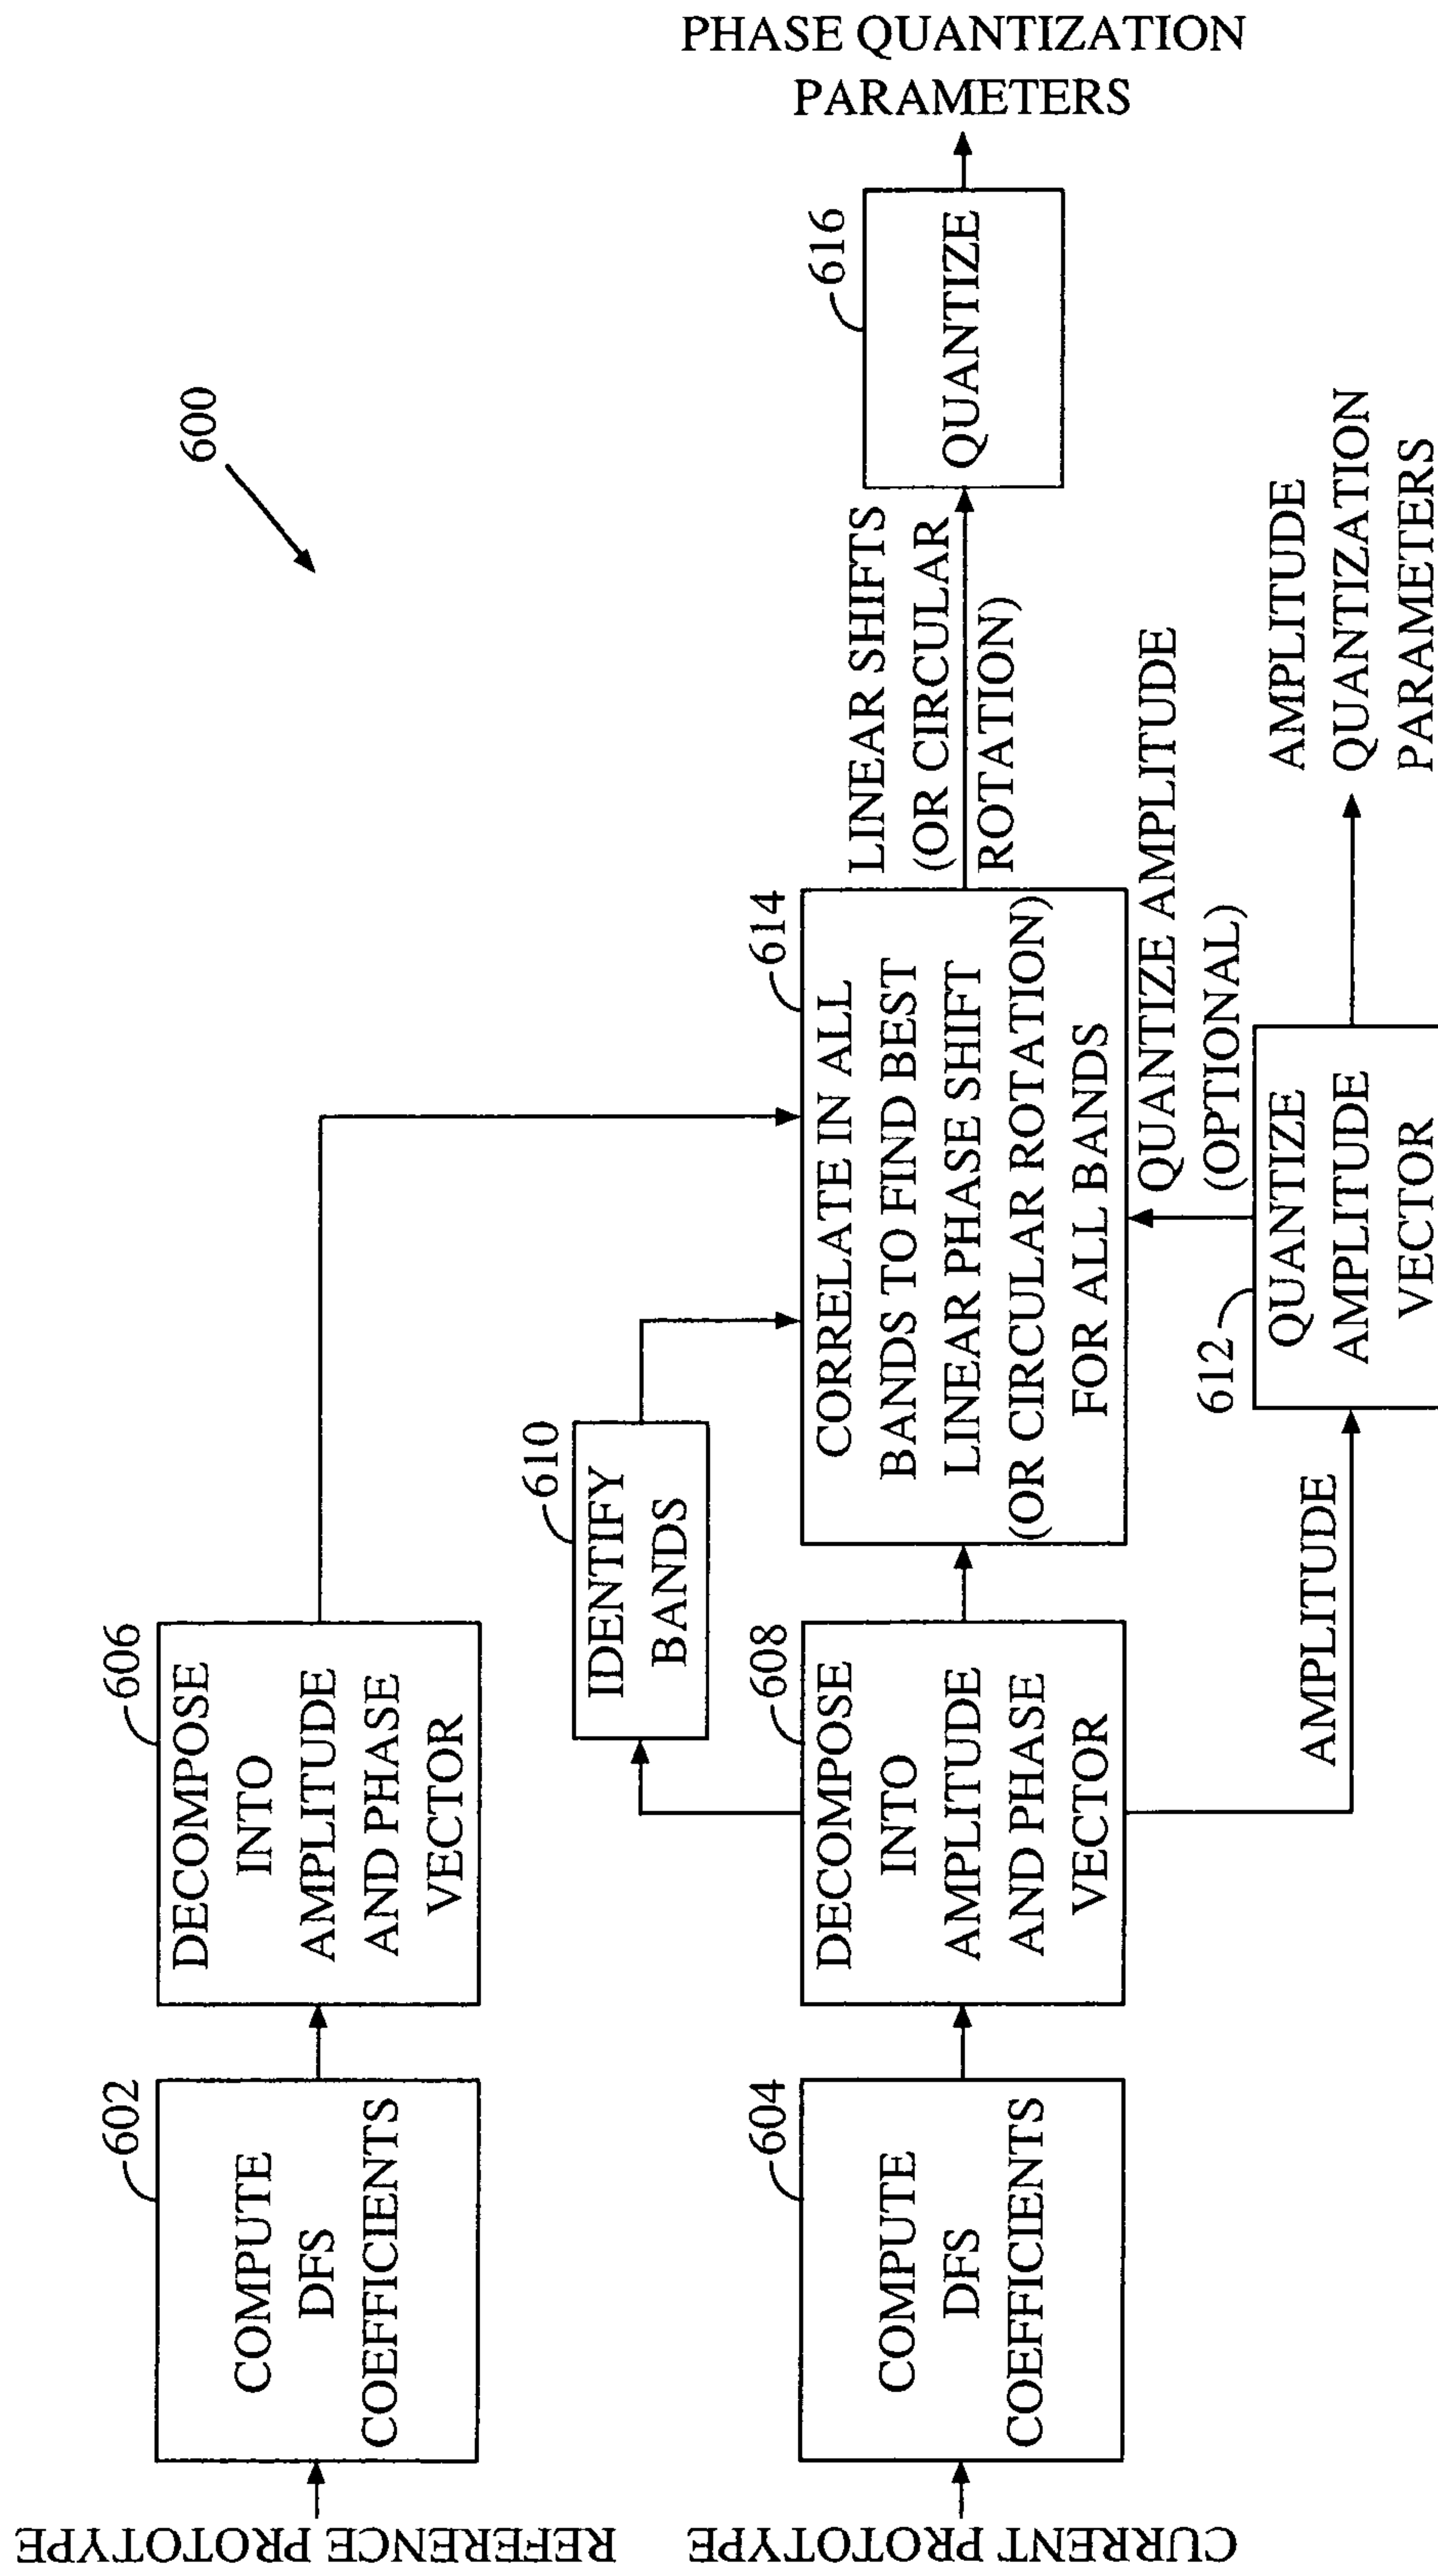 600
REFERENCE PROTOTYPE
602
COMPUTE
DFS
COEFFICIENTS
606
DECOMPOSE
INTO
AMPLITUDE
AND PHASE
VECTOR
610
IDENTIFY
BANDS
CURRENT PROTOTYPE
604
COMPUTE
DFS
COEFFICIENTS
608
DECOMPOSE
INTO
AMPLITUDE
AND PHASE
VECTOR
614
CORRELATE IN ALL
BANDS TO FIND BEST
LINEAR PHASE SHIFT
(OR CIRCULAR ROTATION)
FOR ALL BANDS
LINEAR SHIFTS
(OR CIRCULAR
ROTATION)
616
QUANTIZE
PHASE QUANTIZATION
PARAMETERS
QUANTIZE AMPLITUDE
(OPTIONAL)
AMPLITUDE
612
QUANTIZE
AMPLITUDE
VECTOR
AMPLITUDE
QUANTIZATION
PARAMETERS